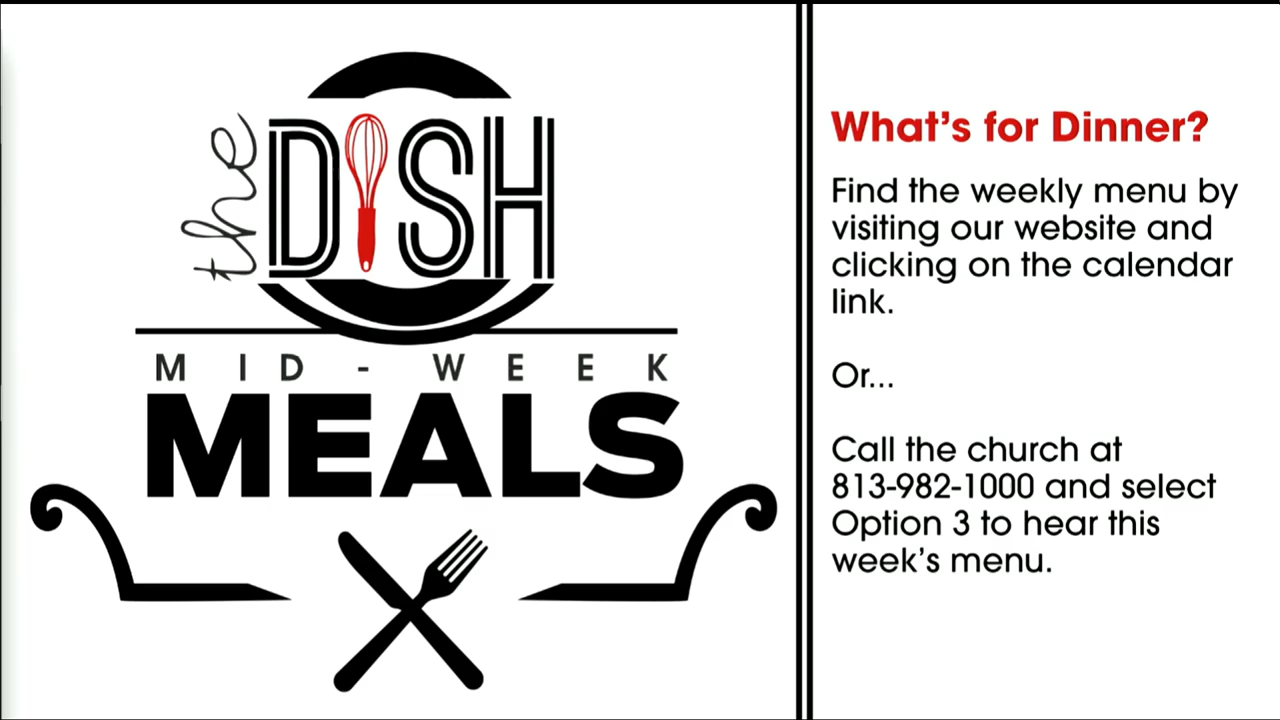 the DISH
MID-WEEK
MEALS
What's for Dinner?
Find the weekly menu by
visiting our website and
clicking on the calendar
link.
Or...
Call the church at
813-982-1000 and select
Option 3 to hear this
week's menu.